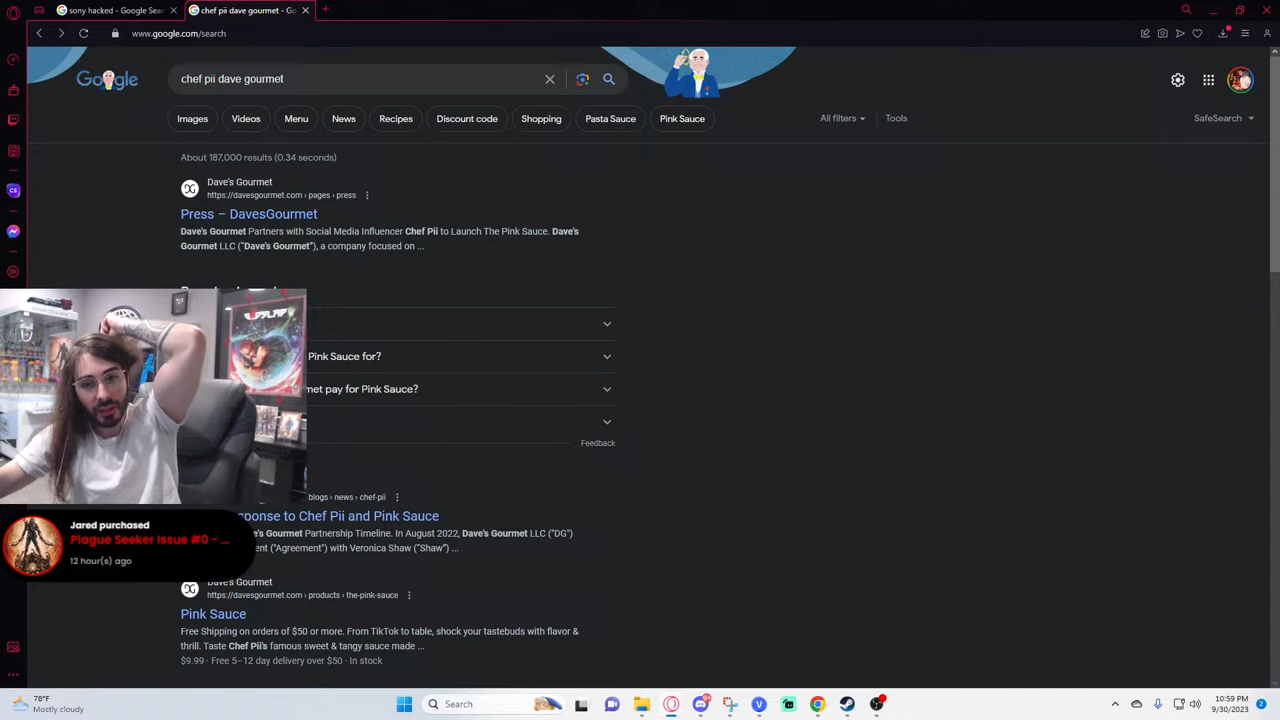 sony hacked - Google Sear
chef pii dave gourmet - Go
www.google.com/search
Google
chef pii dave gourmet
Images
Videos
Menu
News
Recipes
Discount code
Shopping
Pasta Sauce
Pink Sauce
All filters
Tools
SafeSearch
About 187,000 results (0.34 seconds)
Dave's Gourmet
https://davesgourmet.com › pages › press
Press – DavesGourmet
Dave's Gourmet Partners with Social Media Influencer Chef Pii to Launch The Pink Sauce. Dave's
Gourmet LLC ("Dave's Gourmet"), a company focused on ...
Pink Sauce for?
met pay for Pink Sauce?
Feedback
blogs › news › chef-pii
ponse to Chef Pii and Pink Sauce
's Gourmet Partnership Timeline. In August 2022, Dave's Gourmet LLC ("DG")
ent ("Agreement") with Veronica Shaw ("Shaw") ...
Jared purchased
Plague Seeker Issue #0 - ...
12 hour(s) ago
Dave's Gourmet
https://davesgourmet.com › products › the-pink-sauce
Pink Sauce
Free Shipping on orders of $50 or more. From TikTok to table, shock your tastebuds with flavor &
thrill. Taste Chef Pii's famous sweet & tangy sauce made ...
$9.99 · Free 5–12 day delivery over $50 · In stock
78°F
Mostly cloudy
Search
10:59 PM
9/30/2023